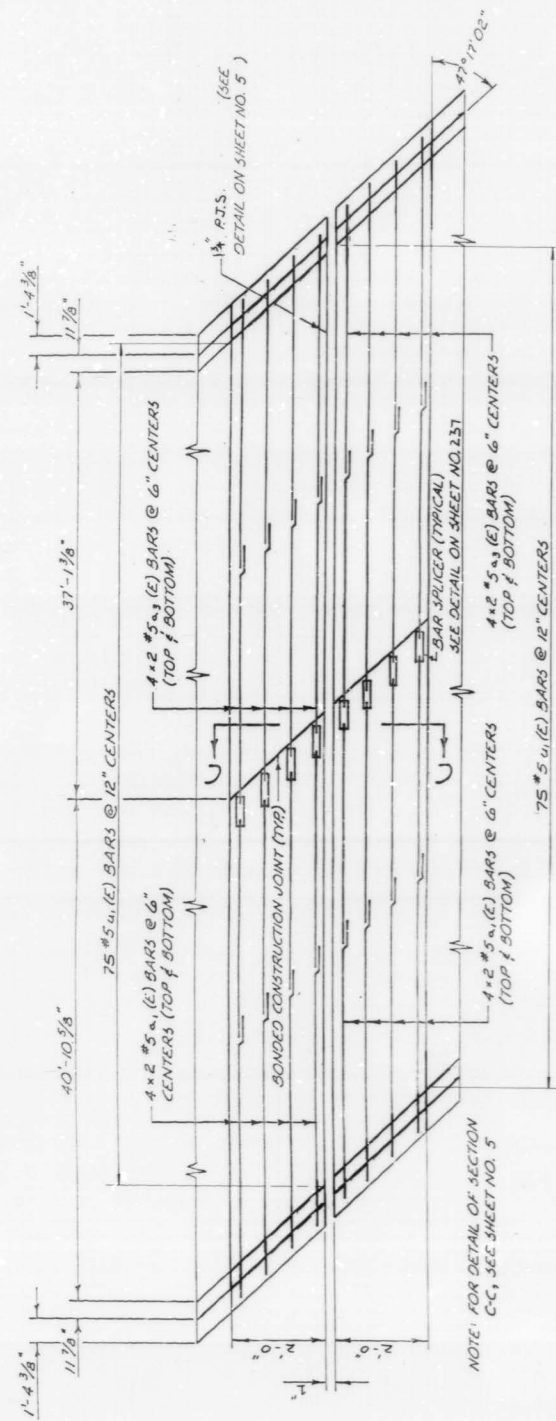 1'-4 3/8"
11 7/8"
40'-10 5/8"
37'-1 3/8"
11 7/8"
1'-4 3/8"
75 #5 u1(E) BARS @ 12" CENTERS
4 x 2 #5 a1(E) BARS @ 6"
CENTERS (TOP & BOTTOM)
BONDED CONSTRUCTION JOINT (TYP.)
C
4 x 2 #5 a3(E) BARS @ 6" CENTERS
(TOP & BOTTOM)
1 3/4" P.J.S. (SEE
DETAIL ON SHEET NO. 5)
2'-0"
1"
2'-0"
47°17'02"
C
BAR SPLICER (TYPICAL)
SEE DETAIL ON SHEET NO. 237
4 x 2 #5 a1(E) BARS @ 6" CENTERS
(TOP & BOTTOM)
4 x 2 #5 a3(E) BARS @ 6" CENTERS
(TOP & BOTTOM)
75 #5 u1(E) BARS @ 12" CENTERS
NOTE: FOR DETAIL OF SECTION
C-C, SEE SHEET NO. 5